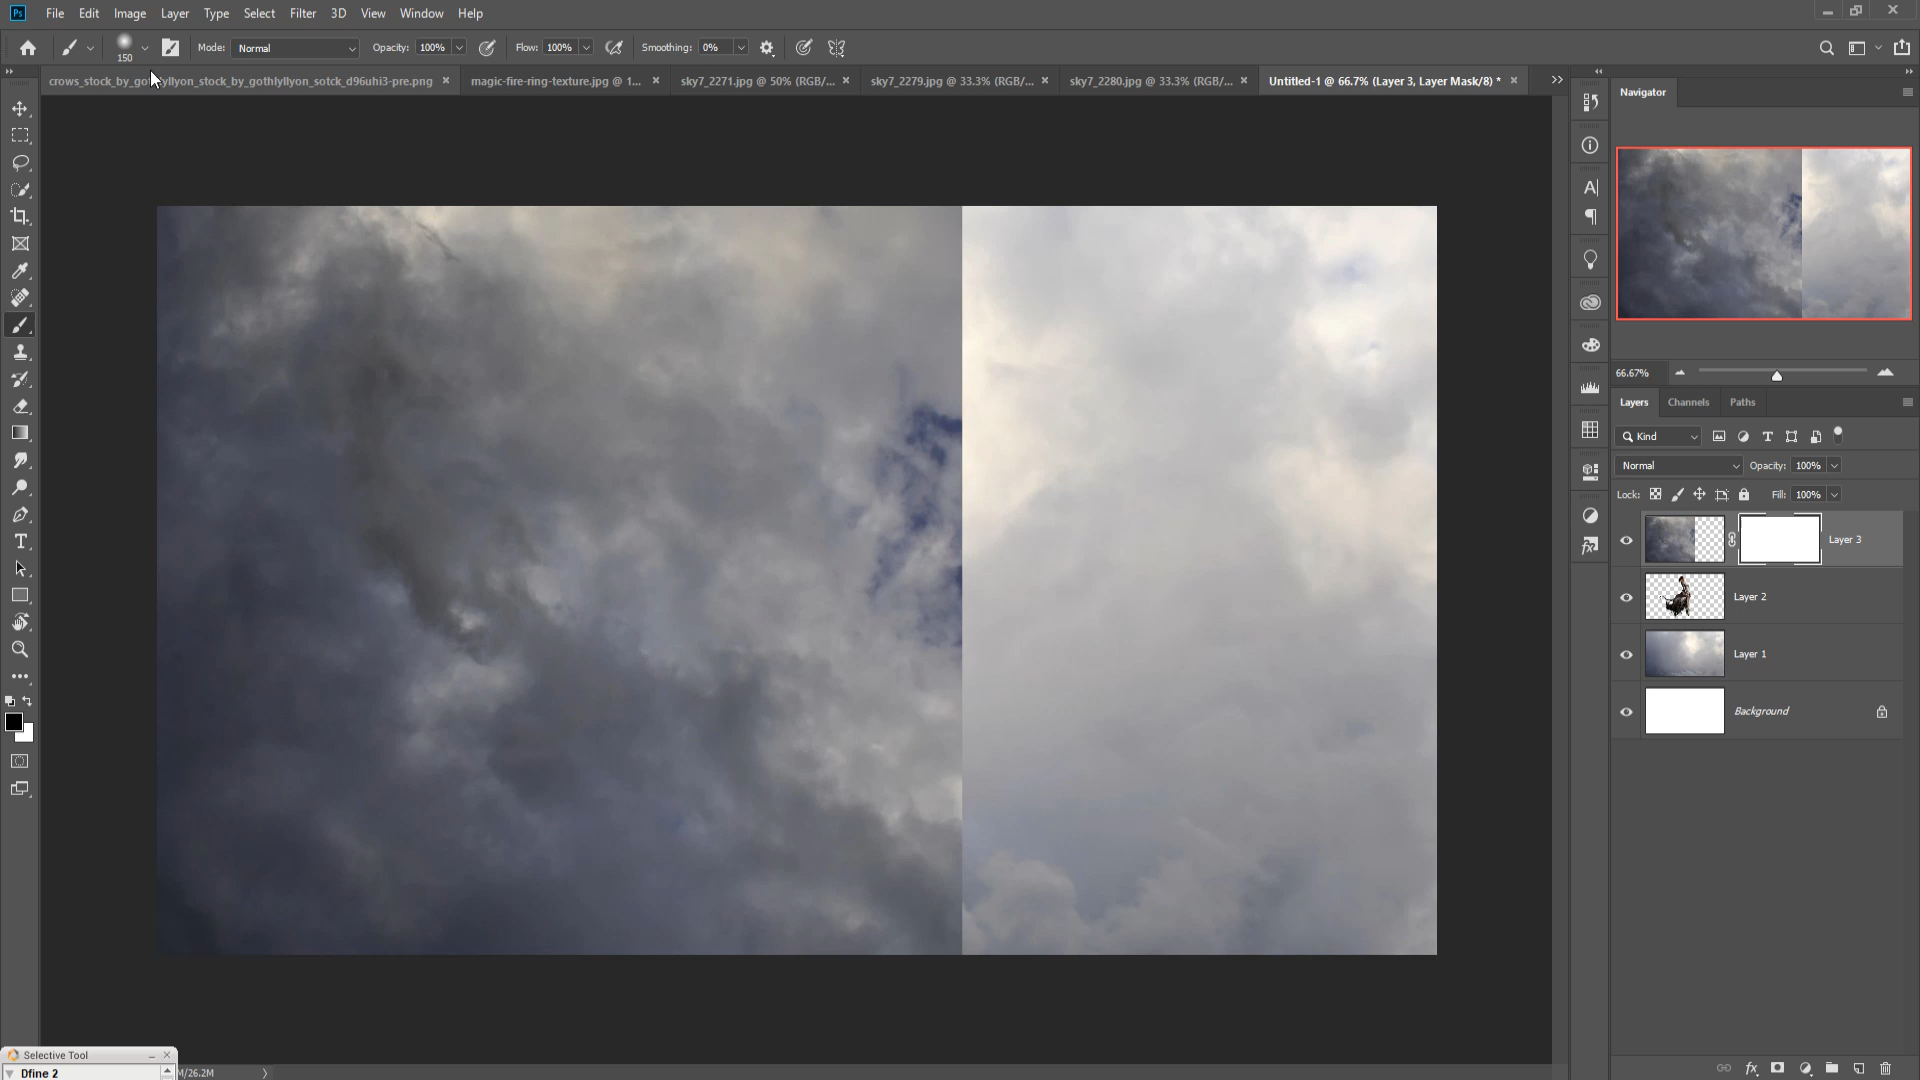 Ps File Edit Image Layer Type Select Filter 3D View Window Help
150 Mode: Normal Opacity: 100% Flow: 100% Smoothing: 0%
crows_stock_by_gothlyllyon_stock_by_gothlyllyon_sotck_d96uhi3-pre.png magic-fire-ring-texture.jpg @ 1... sky7_2271.jpg @ 50% (RGB/... sky7_2279.jpg @ 33.3% (RGB/... sky7_2280.jpg @ 33.3% (RGB/... Untitled-1 @ 66.7% (Layer 3, Layer Mask/8) *
Navigator
66.67%
Layers Channels Paths
Kind
Normal Opacity: 100%
Lock: Fill: 100%
Layer 3
Layer 2
Layer 1
Background
Selective Tool
Dfine 2
M/26.2M